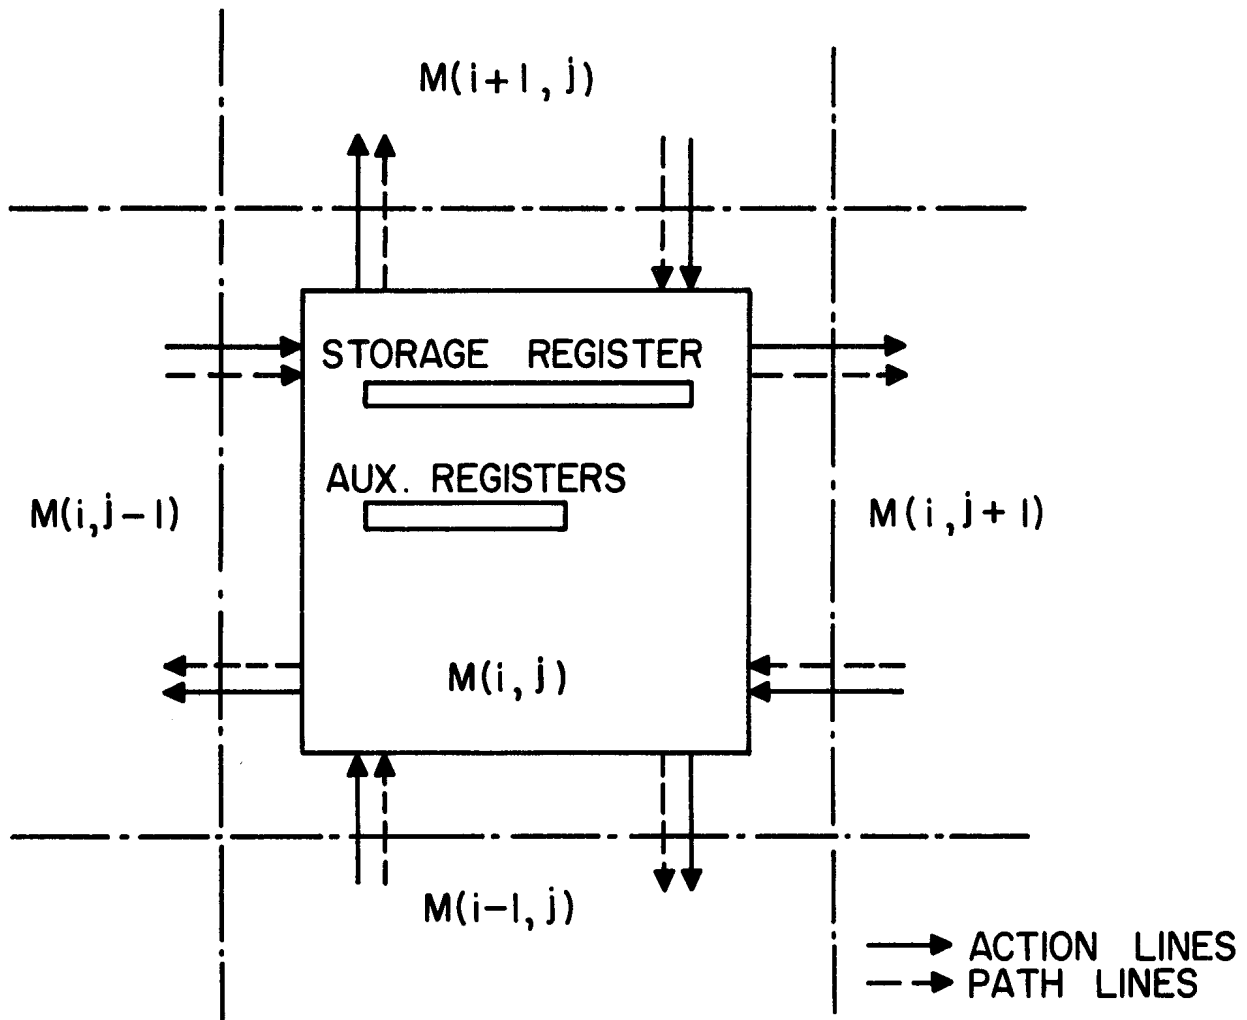 M(i+1, j)
STORAGE REGISTER
AUX. REGISTERS
M(i, j-1)
M(i, j+1)
M(i, j)
M(i-1, j)
ACTION LINES
PATH LINES